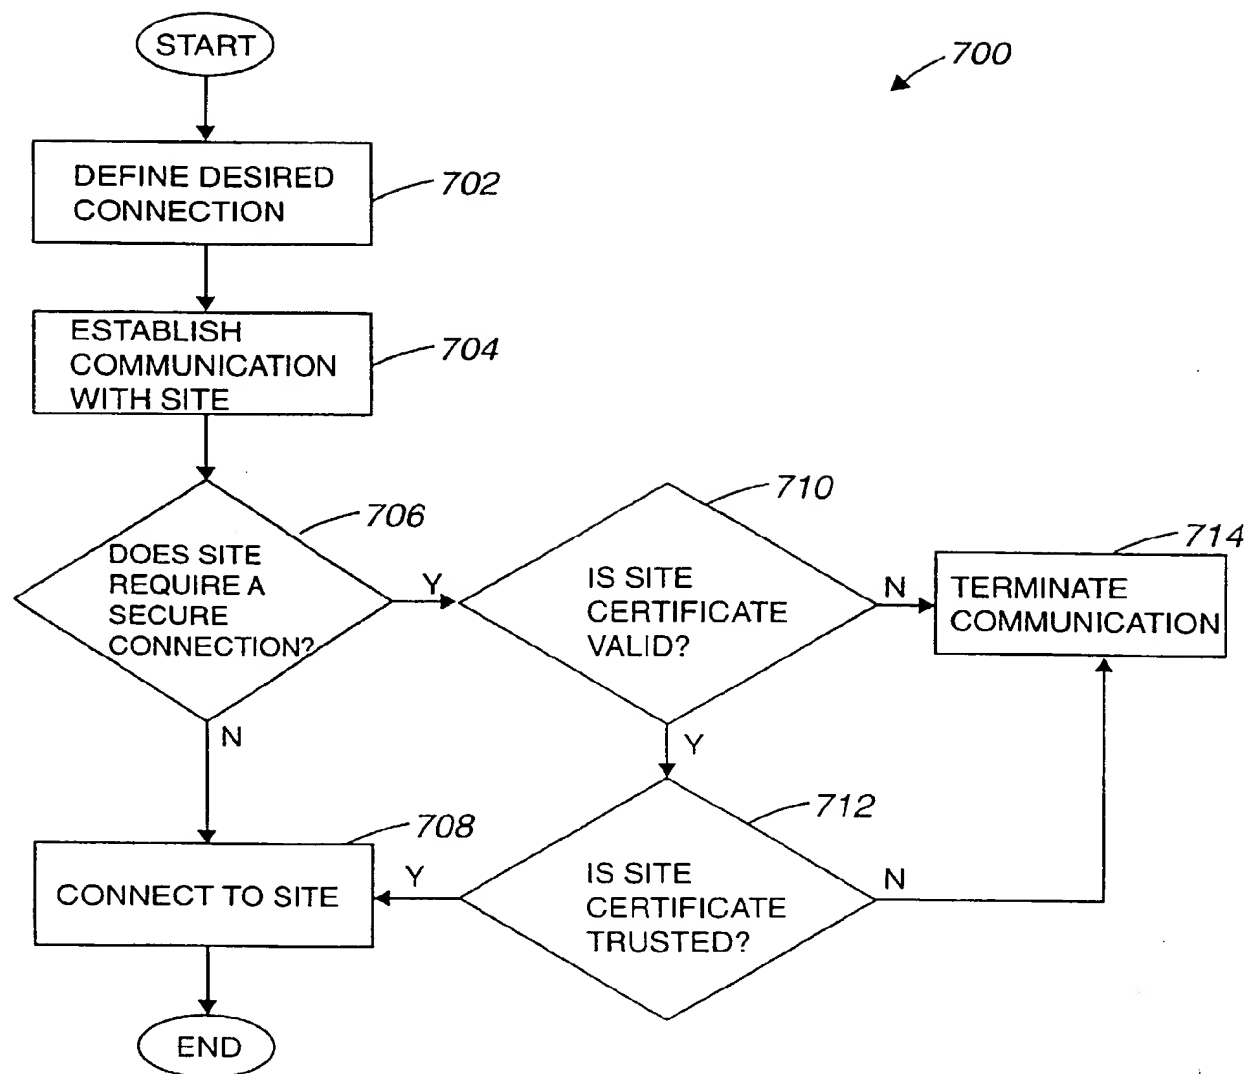 START
700
DEFINE DESIRED
CONNECTION
702
ESTABLISH
COMMUNICATION
WITH SITE
704
DOES SITE
REQUIRE A
SECURE
CONNECTION?
706
Y
N
IS SITE
CERTIFICATE
VALID?
710
N
Y
TERMINATE
COMMUNICATION
714
IS SITE
CERTIFICATE
TRUSTED?
712
Y
N
CONNECT TO SITE
708
END